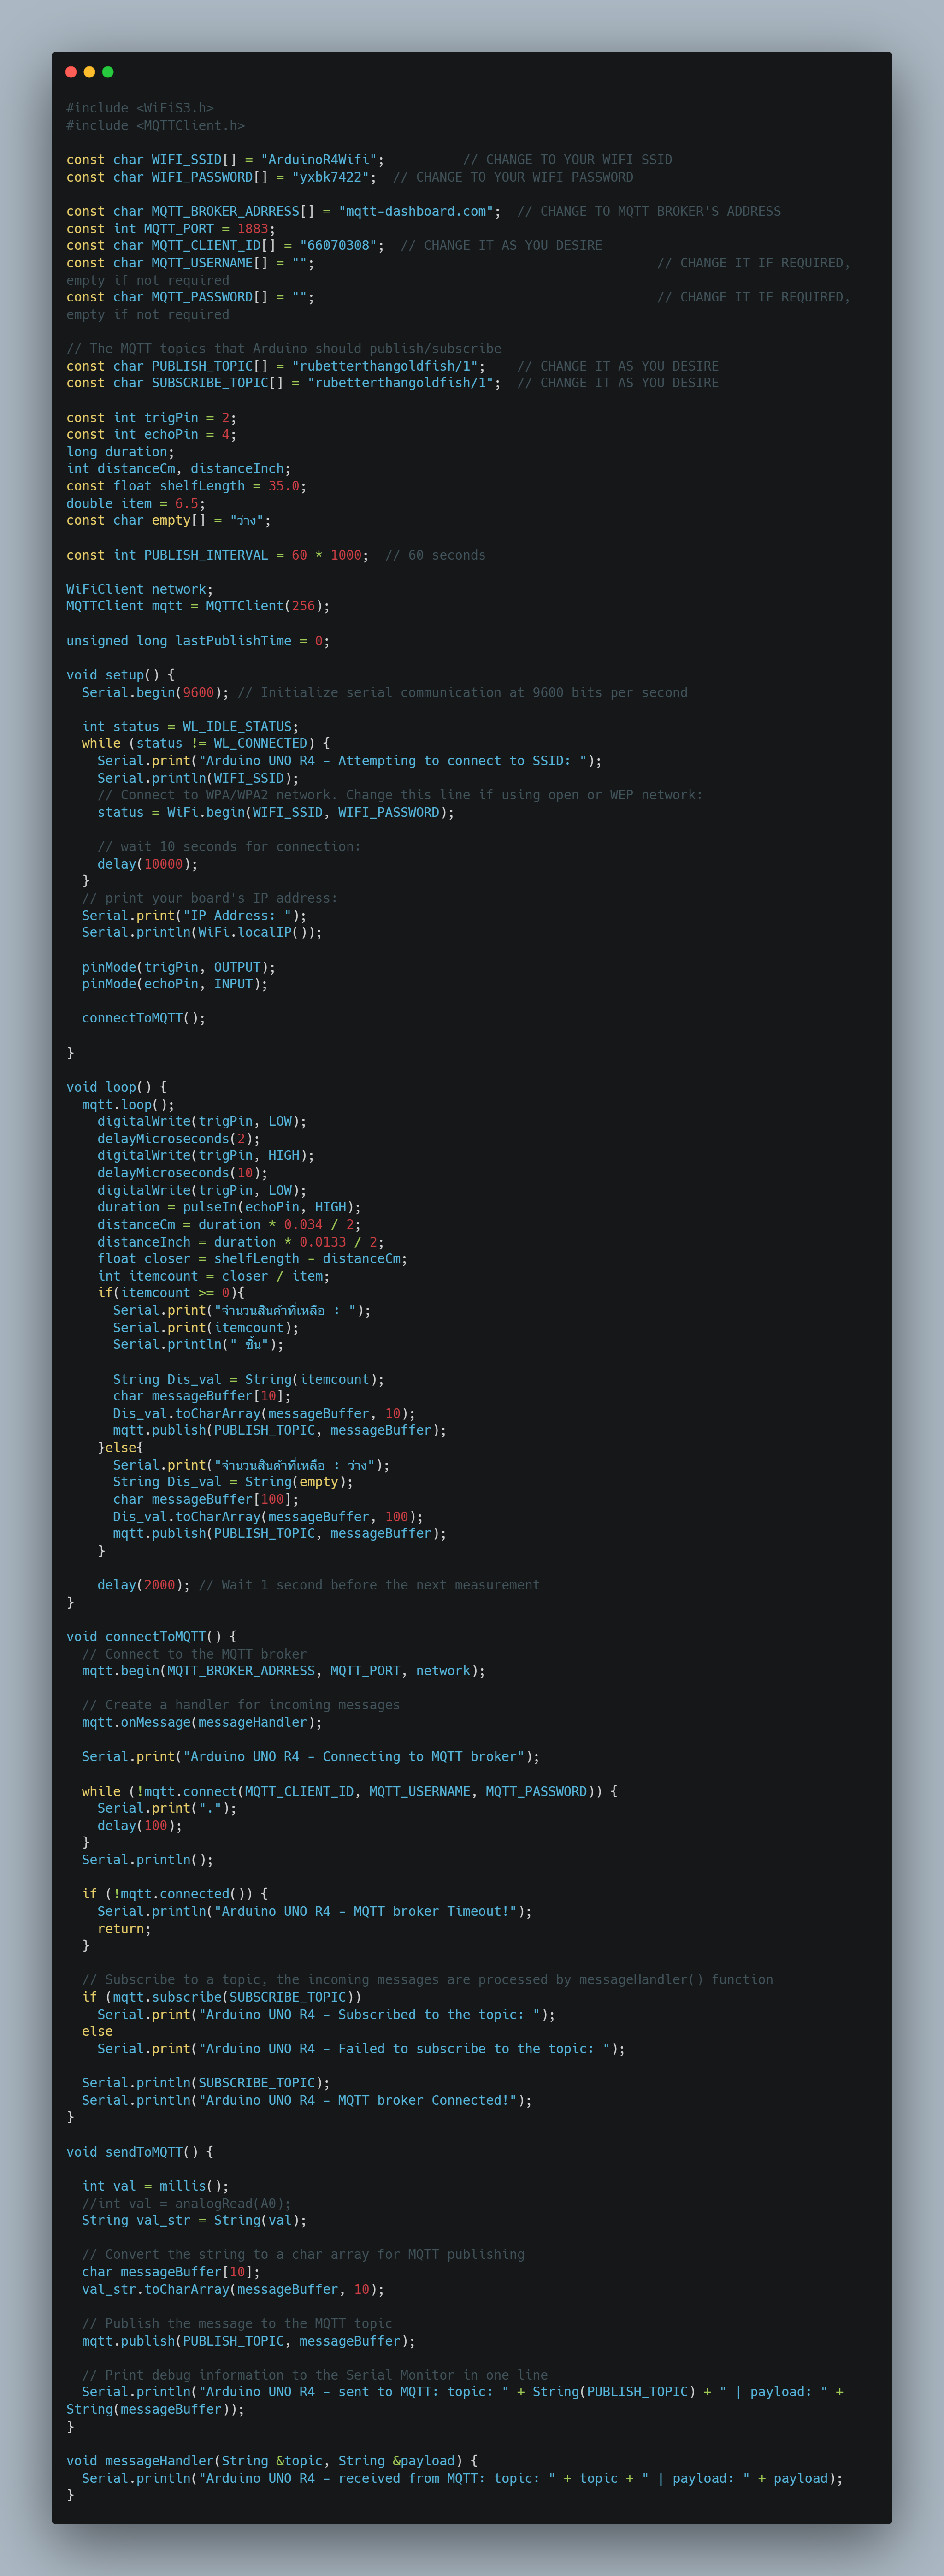 #include <WiFiS3.h>
#include <MQTTClient.h>
const char WIFI_SSID[] = "ArduinoR4Wifi";          // CHANGE TO YOUR WIFI SSID
const char WIFI_PASSWORD[] = "yxbk7422";  // CHANGE TO YOUR WIFI PASSWORD
const char MQTT_BROKER_ADRRESS[] = "mqtt-dashboard.com";  // CHANGE TO MQTT BROKER'S ADDRESS
const int MQTT_PORT = 1883;
const char MQTT_CLIENT_ID[] = "66070308";  // CHANGE IT AS YOU DESIRE
const char MQTT_USERNAME[] = "";                                            // CHANGE IT IF REQUIRED,
empty if not required
const char MQTT_PASSWORD[] = "";                                            // CHANGE IT IF REQUIRED,
empty if not required
// The MQTT topics that Arduino should publish/subscribe
const char PUBLISH_TOPIC[] = "rubetterthangoldfish/1";    // CHANGE IT AS YOU DESIRE
const char SUBSCRIBE_TOPIC[] = "rubetterthangoldfish/1";  // CHANGE IT AS YOU DESIRE
const int trigPin = 2;
const int echoPin = 4;
long duration;
int distanceCm, distanceInch;
const float shelfLength = 35.0;
double item = 6.5;
const char empty[] = "ว่าง";
const int PUBLISH_INTERVAL = 60 * 1000;  // 60 seconds
WiFiClient network;
MQTTClient mqtt = MQTTClient(256);
unsigned long lastPublishTime = 0;
void setup() {
  Serial.begin(9600); // Initialize serial communication at 9600 bits per second
  int status = WL_IDLE_STATUS;
  while (status != WL_CONNECTED) {
    Serial.print("Arduino UNO R4 - Attempting to connect to SSID: ");
    Serial.println(WIFI_SSID);
    // Connect to WPA/WPA2 network. Change this line if using open or WEP network:
    status = WiFi.begin(WIFI_SSID, WIFI_PASSWORD);
    // wait 10 seconds for connection:
    delay(10000);
  }
  // print your board's IP address:
  Serial.print("IP Address: ");
  Serial.println(WiFi.localIP());
  pinMode(trigPin, OUTPUT);
  pinMode(echoPin, INPUT);
  connectToMQTT();
}
void loop() {
  mqtt.loop();
    digitalWrite(trigPin, LOW);
    delayMicroseconds(2);
    digitalWrite(trigPin, HIGH);
    delayMicroseconds(10);
    digitalWrite(trigPin, LOW);
    duration = pulseIn(echoPin, HIGH);
    distanceCm = duration * 0.034 / 2;
    distanceInch = duration * 0.0133 / 2;
    float closer = shelfLength - distanceCm;
    int itemcount = closer / item;
    if(itemcount >= 0){
      Serial.print("จำนวนสินค้าที่เหลือ : ");
      Serial.print(itemcount);
      Serial.println(" ชิ้น");
      String Dis_val = String(itemcount);
      char messageBuffer[10];
      Dis_val.toCharArray(messageBuffer, 10);
      mqtt.publish(PUBLISH_TOPIC, messageBuffer);
    }else{
      Serial.print("จำนวนสินค้าที่เหลือ : ว่าง");
      String Dis_val = String(empty);
      char messageBuffer[100];
      Dis_val.toCharArray(messageBuffer, 100);
      mqtt.publish(PUBLISH_TOPIC, messageBuffer);
    }
    delay(2000); // Wait 1 second before the next measurement
}
void connectToMQTT() {
  // Connect to the MQTT broker
  mqtt.begin(MQTT_BROKER_ADRRESS, MQTT_PORT, network);
  // Create a handler for incoming messages
  mqtt.onMessage(messageHandler);
  Serial.print("Arduino UNO R4 - Connecting to MQTT broker");
  while (!mqtt.connect(MQTT_CLIENT_ID, MQTT_USERNAME, MQTT_PASSWORD)) {
    Serial.print(".");
    delay(100);
  }
  Serial.println();
  if (!mqtt.connected()) {
    Serial.println("Arduino UNO R4 - MQTT broker Timeout!");
    return;
  }
  // Subscribe to a topic, the incoming messages are processed by messageHandler() function
  if (mqtt.subscribe(SUBSCRIBE_TOPIC))
    Serial.print("Arduino UNO R4 - Subscribed to the topic: ");
  else
    Serial.print("Arduino UNO R4 - Failed to subscribe to the topic: ");
  Serial.println(SUBSCRIBE_TOPIC);
  Serial.println("Arduino UNO R4 - MQTT broker Connected!");
}
void sendToMQTT() {
  int val = millis();
  //int val = analogRead(A0);
  String val_str = String(val);
  // Convert the string to a char array for MQTT publishing
  char messageBuffer[10];
  val_str.toCharArray(messageBuffer, 10);
  // Publish the message to the MQTT topic
  mqtt.publish(PUBLISH_TOPIC, messageBuffer);
  // Print debug information to the Serial Monitor in one line
  Serial.println("Arduino UNO R4 - sent to MQTT: topic: " + String(PUBLISH_TOPIC) + " | payload: " +
String(messageBuffer));
}
void messageHandler(String &topic, String &payload) {
  Serial.println("Arduino UNO R4 - received from MQTT: topic: " + topic + " | payload: " + payload);
}